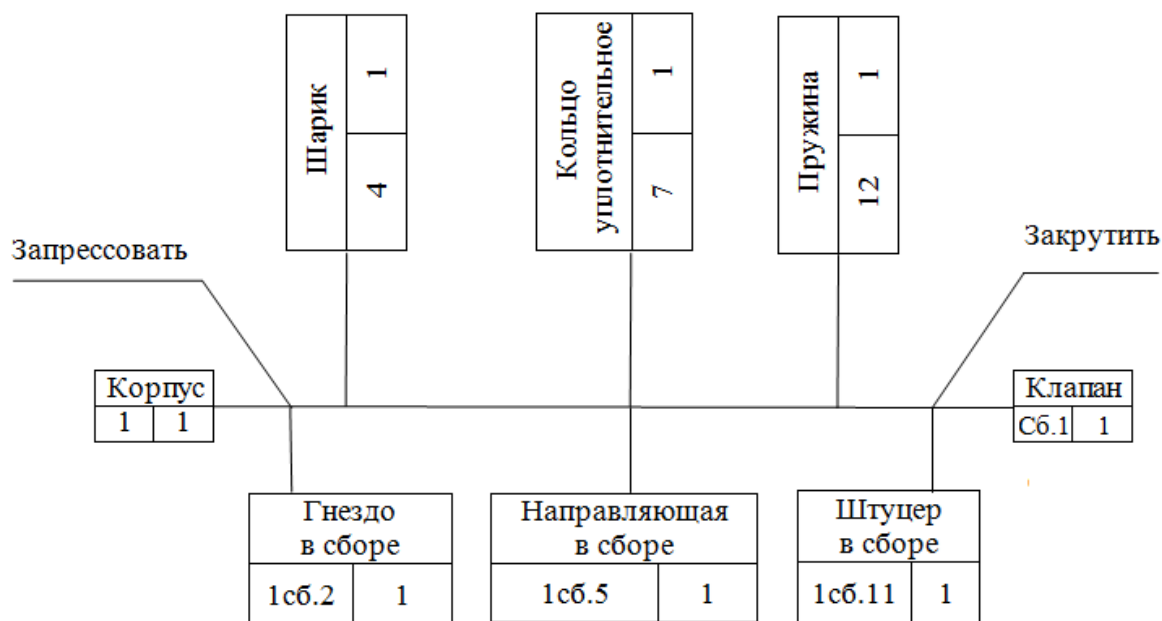 Шарик
4 1
Кольцо
уплотнительное
7 1
Пружина
12 1
Запрессовать
Закрутить
Корпус
1 1
Клапан
Сб.1 1
Гнездо
в сборе
1сб.2 1
Направляющая
в сборе
1сб.5 1
Штуцер
в сборе
1сб.11 1